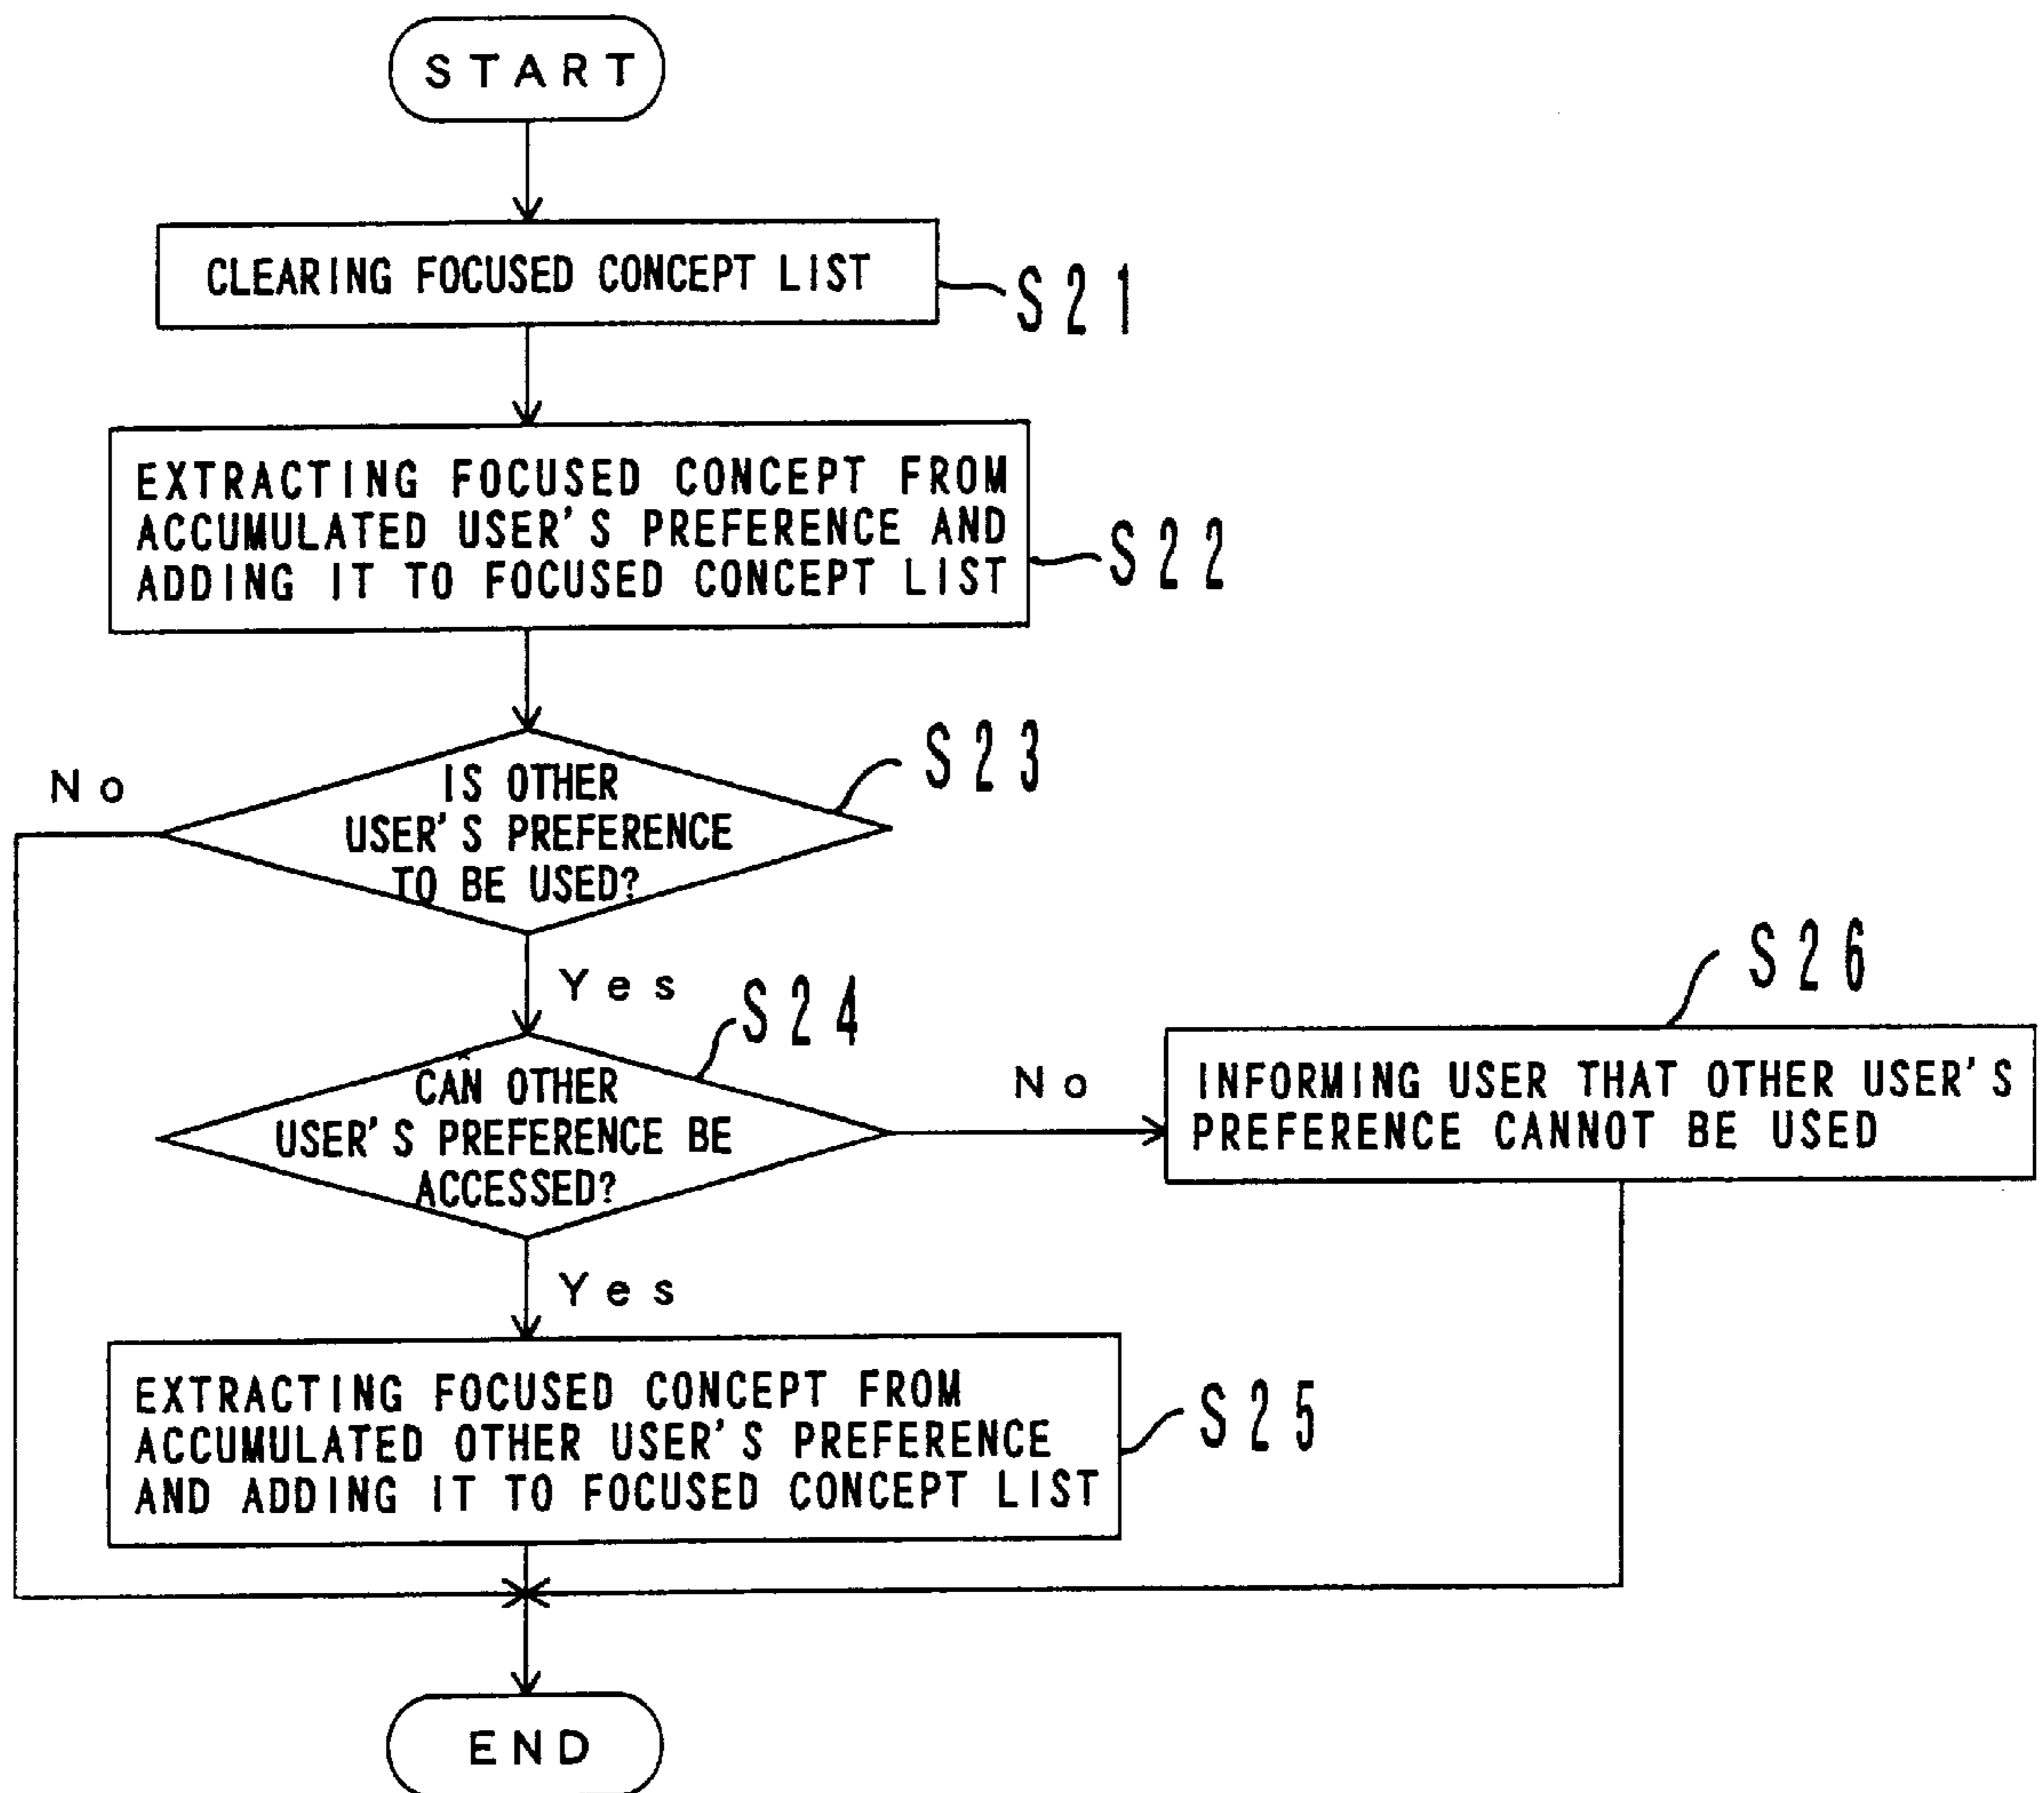 START
CLEARING FOCUSED CONCEPT LIST
S21
EXTRACTING FOCUSED CONCEPT FROM
ACCUMULATED USER'S PREFERENCE AND
ADDING IT TO FOCUSED CONCEPT LIST
S22
S23
No
IS OTHER
USER'S PREFERENCE
TO BE USED?
Yes
S24
S26
CAN OTHER
USER'S PREFERENCE BE
ACCESSED?
No
INFORMING USER THAT OTHER USER'S
PREFERENCE CANNOT BE USED
Yes
EXTRACTING FOCUSED CONCEPT FROM
ACCUMULATED OTHER USER'S PREFERENCE
AND ADDING IT TO FOCUSED CONCEPT LIST
S25
END